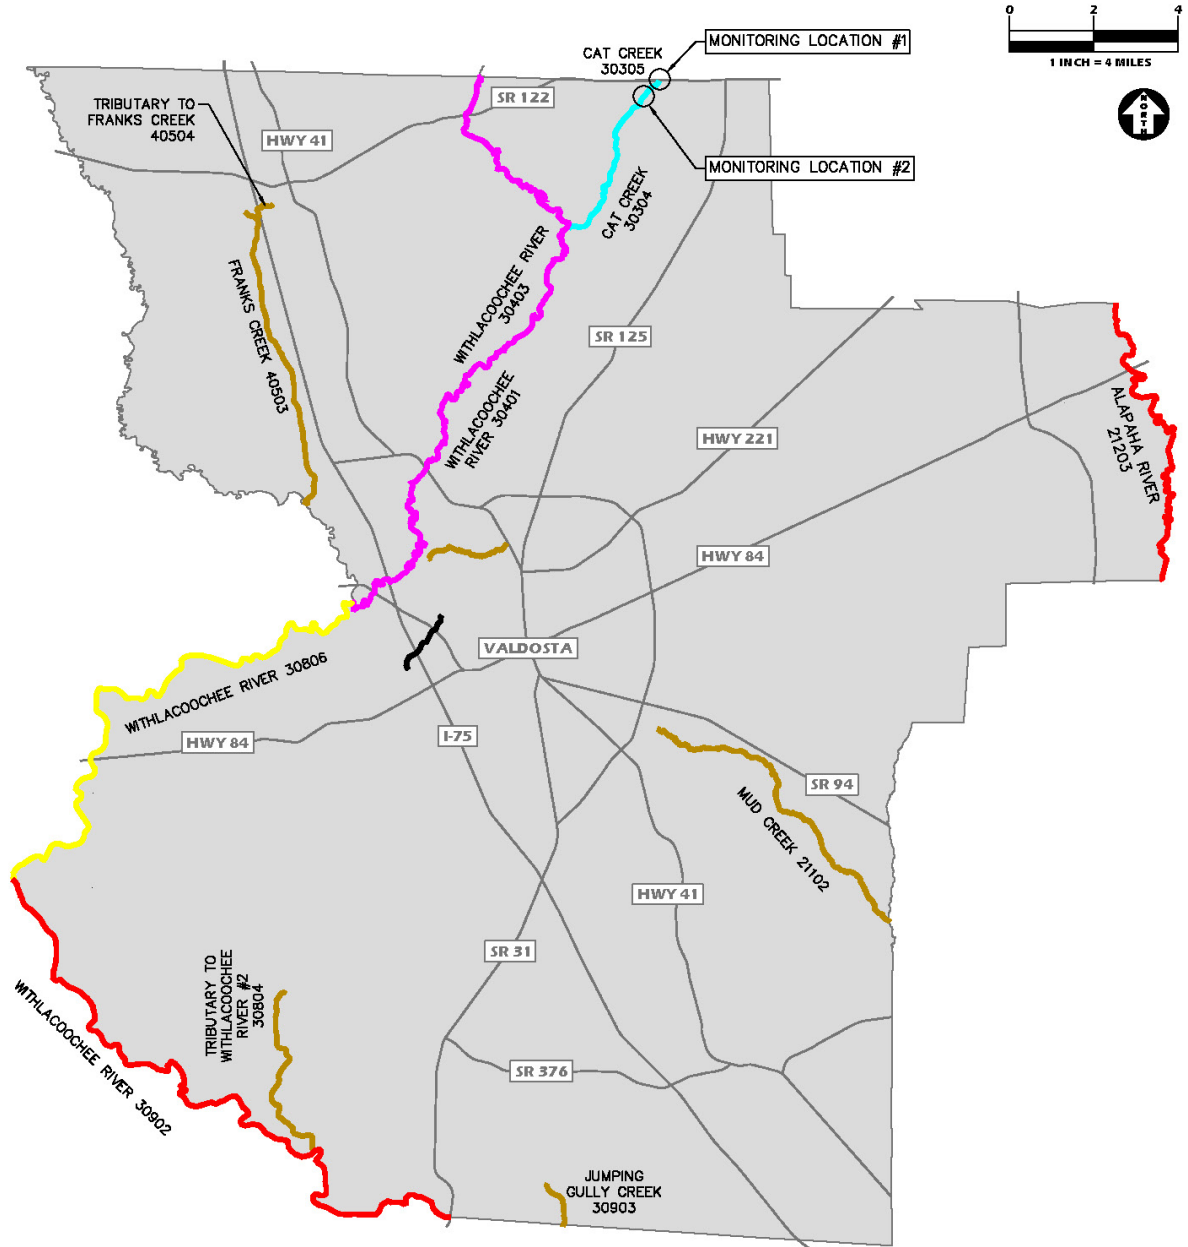 0 2 4
1 INCH = 4 MILES
NORTH
MONITORING LOCATION #1
CAT CREEK
30305
SR 122
TRIBUTARY TO
FRANKS CREEK
40504
HWY 41
MONITORING LOCATION #2
CAT CREEK
30304
WITHLACOOCHEE RIVER
30403
FRANKS CREEK 40503
SR 125
WITHLACOOCHEE
RIVER 30401
HWY 221
ALAPAHA RIVER
21203
HWY 84
VALDOSTA
WITHLACOOCHEE RIVER 30806
HWY 84
I-75
SR 94
MUD CREEK 21102
HWY 41
SR 31
TRIBUTARY TO
WITHLACOOCHEE
RIVER #2
30804
WITHLACOOCHEE RIVER 30902
SR 376
JUMPING
GULLY CREEK
30903